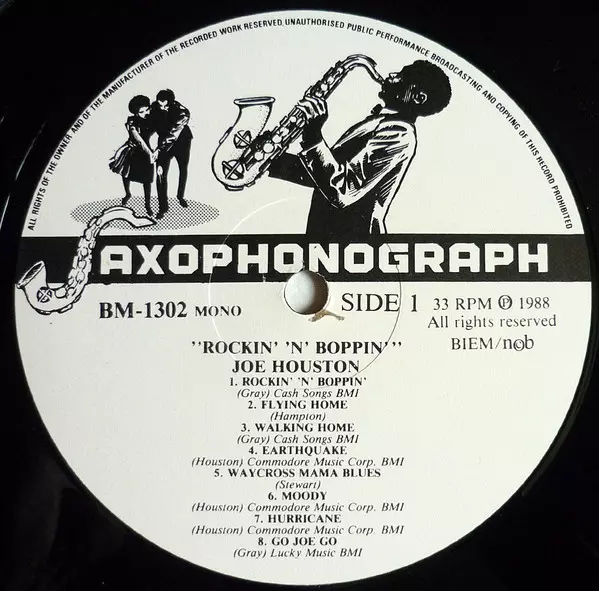 ALL RIGHTS OF THE OWNER AND OF THE MANUFACTURER OF THE RECORDED WORK RESERVED, UNAUTHORISED PUBLIC PERFORMANCE BROADCASTING AND COPYING OF THIS RECORD PROHIBITED
SAXOPHONOGRAPH
BM-1302 MONO
SIDE 1
33 RPM Ⓟ 1988
All rights reserved
BIEM/n©b
''ROCKIN' 'N' BOPPIN'''
JOE HOUSTON
1. ROCKIN' 'N' BOPPIN'
(Gray) Cash Songs BMI
2. FLYING HOME
(Hampton)
3. WALKING HOME
(Gray) Cash Songs BMI
4. EARTHQUAKE
(Houston) Commodore Music Corp. BMI
5. WAYCROSS MAMA BLUES
(Stewart)
6. MOODY
(Houston) Commodore Music Corp. BMI
7. HURRICANE
(Houston) Commodore Music Corp. BMI
8. GO JOE GO
(Gray) Lucky Music BMI